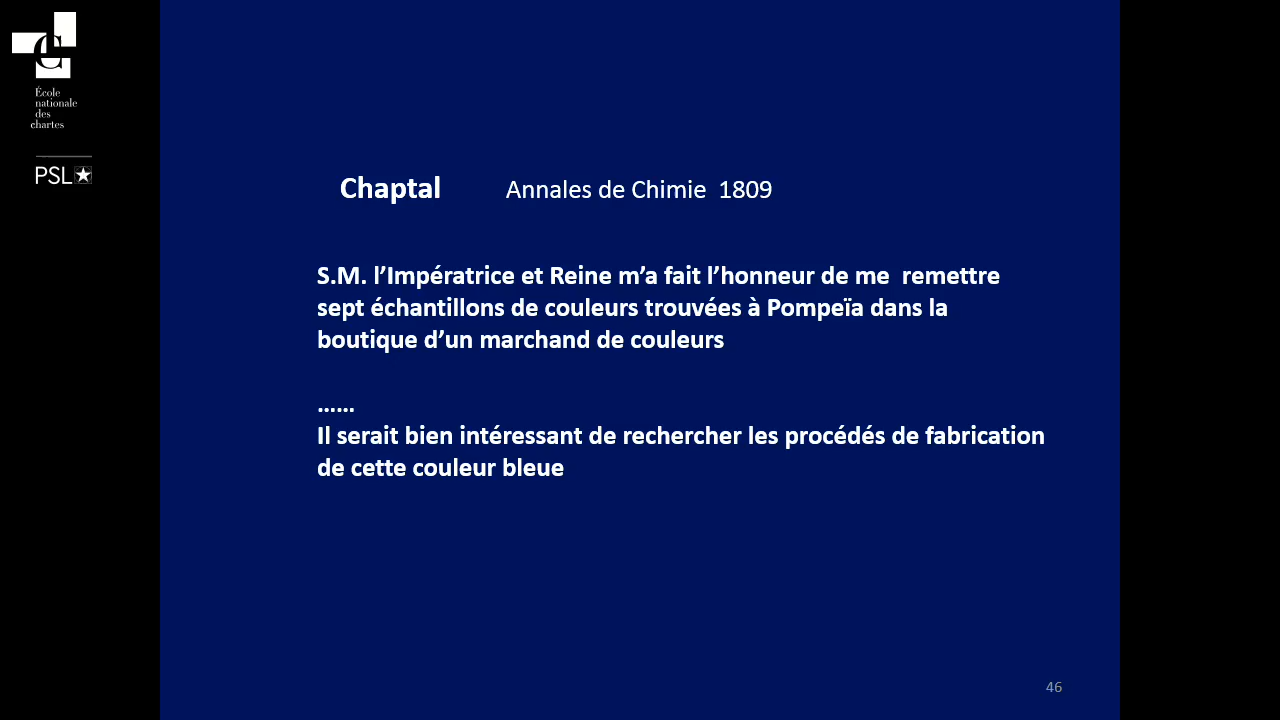 École
nationale
des
chartes
PSL
Chaptal Annales de Chimie 1809
S.M. l’Impératrice et Reine m’a fait l’honneur de me remettre
sept échantillons de couleurs trouvées à Pompeïa dans la
boutique d’un marchand de couleurs
……
Il serait bien intéressant de rechercher les procédés de fabrication
de cette couleur bleue
46